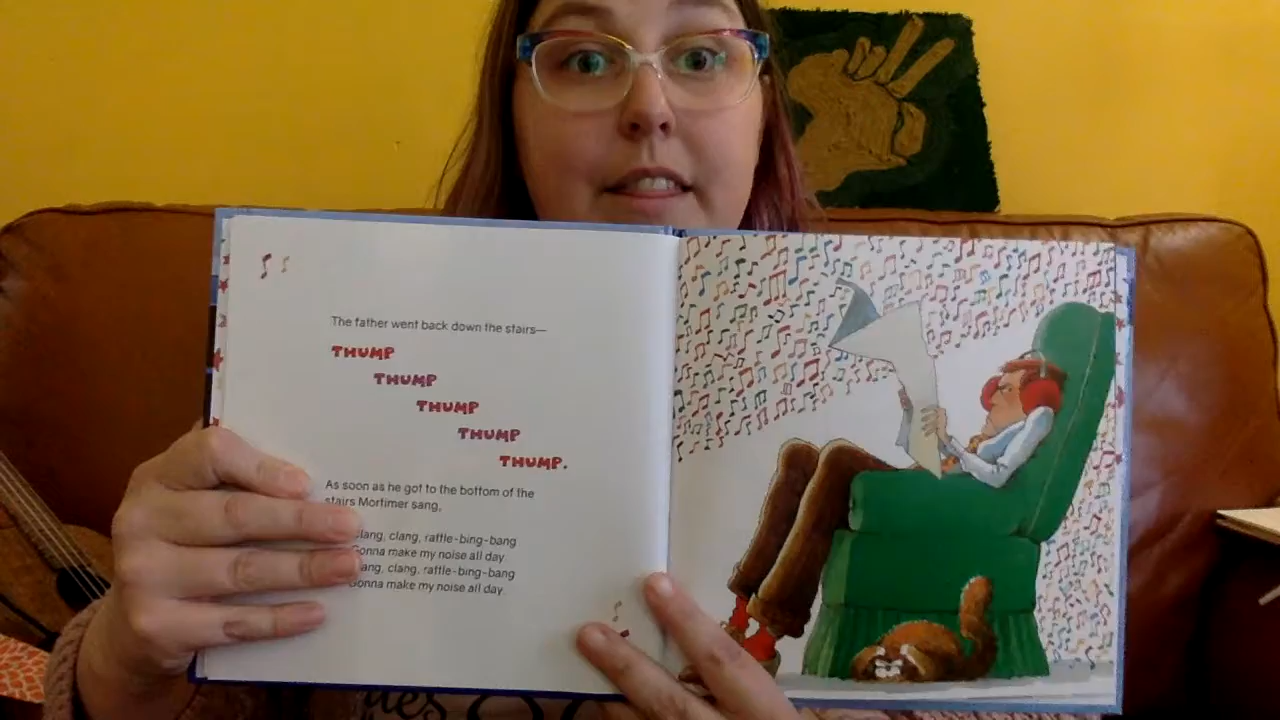 The father went back down the stairs—
THUMP
THUMP
THUMP
THUMP
THUMP.
As soon as he got to the bottom of the
stairs Mortimer sang,
clang, clang, rattle-bing-bang
Gonna make my noise all day.
clang, rattle-bing-bang
Gonna make my noise all day.